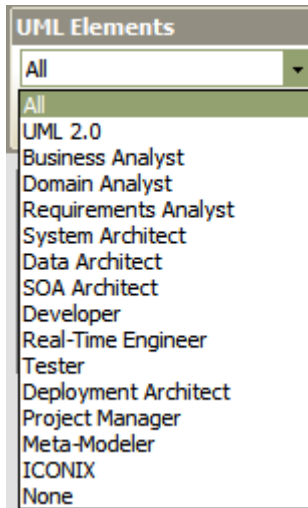 UML Elements
All
All
UML 2.0
Business Analyst
Domain Analyst
Requirements Analyst
System Architect
Data Architect
SOA Architect
Developer
Real-Time Engineer
Tester
Deployment Architect
Project Manager
Meta-Modeler
ICONIX
None